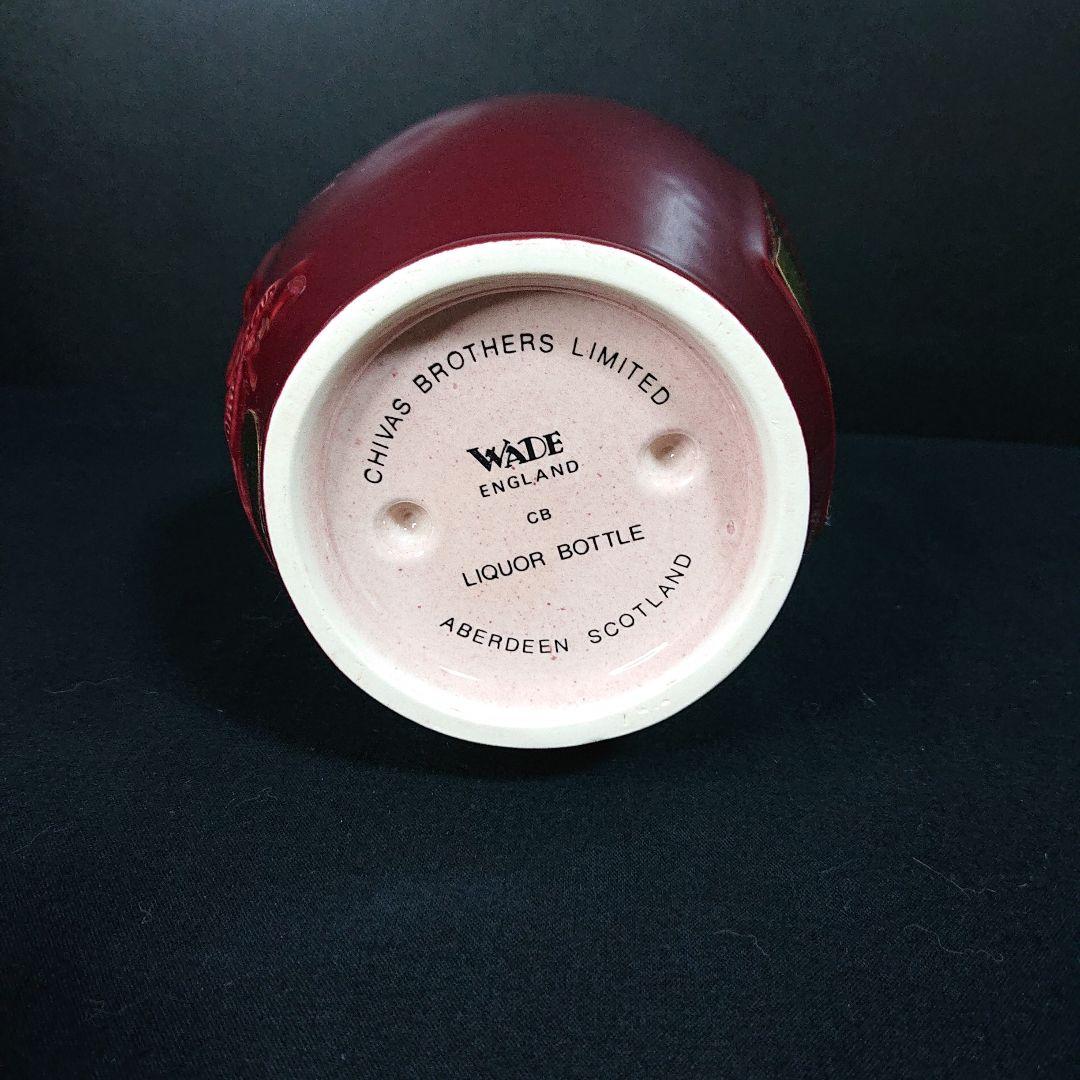 CHIVAS BROTHERS LIMITED
WADE
ENGLAND
CB
LIQUOR BOTTLE
ABERDEEN SCOTLAND